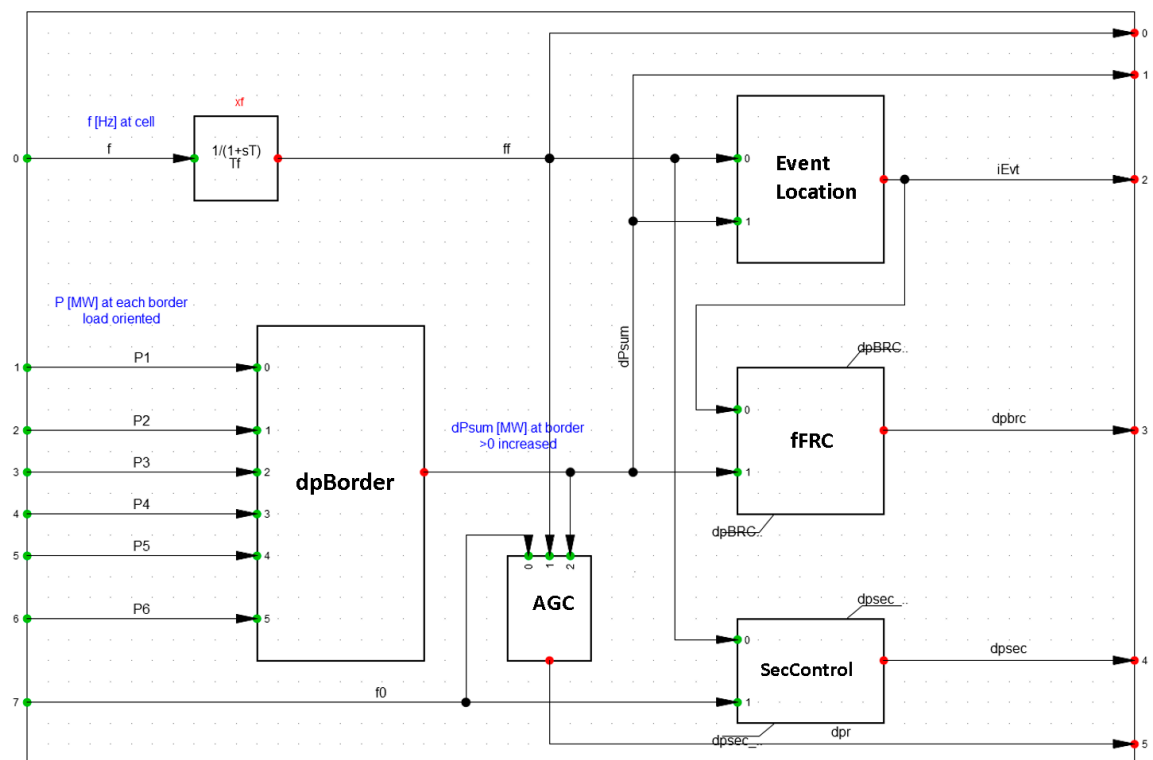 0
1
xf
f [Hz] at cell
f
0
1/(1+sT)
Tf
ff
0
Event
Location
iEvt
2
1
P [MW] at each border
load oriented
dPsum
dpBRC..
1
P1
0
2
P2
1
dPsum [MW] at border
>0 increased
0
fFRC
dpbrc
3
3
P3
2
dpBorder
1
4
P4
3
dpBRC..
5
P5
4
0
1
2
AGC
dpsec_..
6
P6
5
0
SecControl
dpsec
4
7
f0
1
dpsec_..
dpr
5